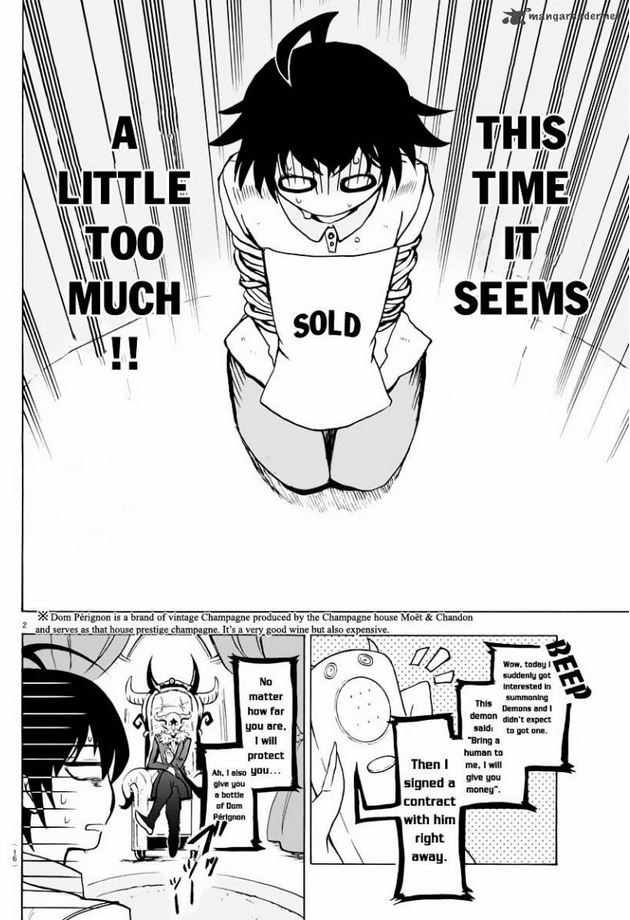 mangareader.net
THIS
TIME
IT
SEEMS
A
LITTLE
TOO
MUCH
!!
SOLD
※ Dom Pérignon is a brand of vintage Champagne produced by the Champagne house Moët & Chandon
and serves as that house prestige champagne. It's a very good wine but also expensive.
2
BEEP
Wow, today I
suddenly got
interested in
summoning
Demons and I
didn't expect
to got one.
This
demon
said:
"Bring a
human to
me, I will
give you
money".
Then I
signed a
contract
with him
right
away.
No
matter
how far
you are,
I will
protect
you...
Ah, I also
give you
a bottle
of Dom
Pérignon
16